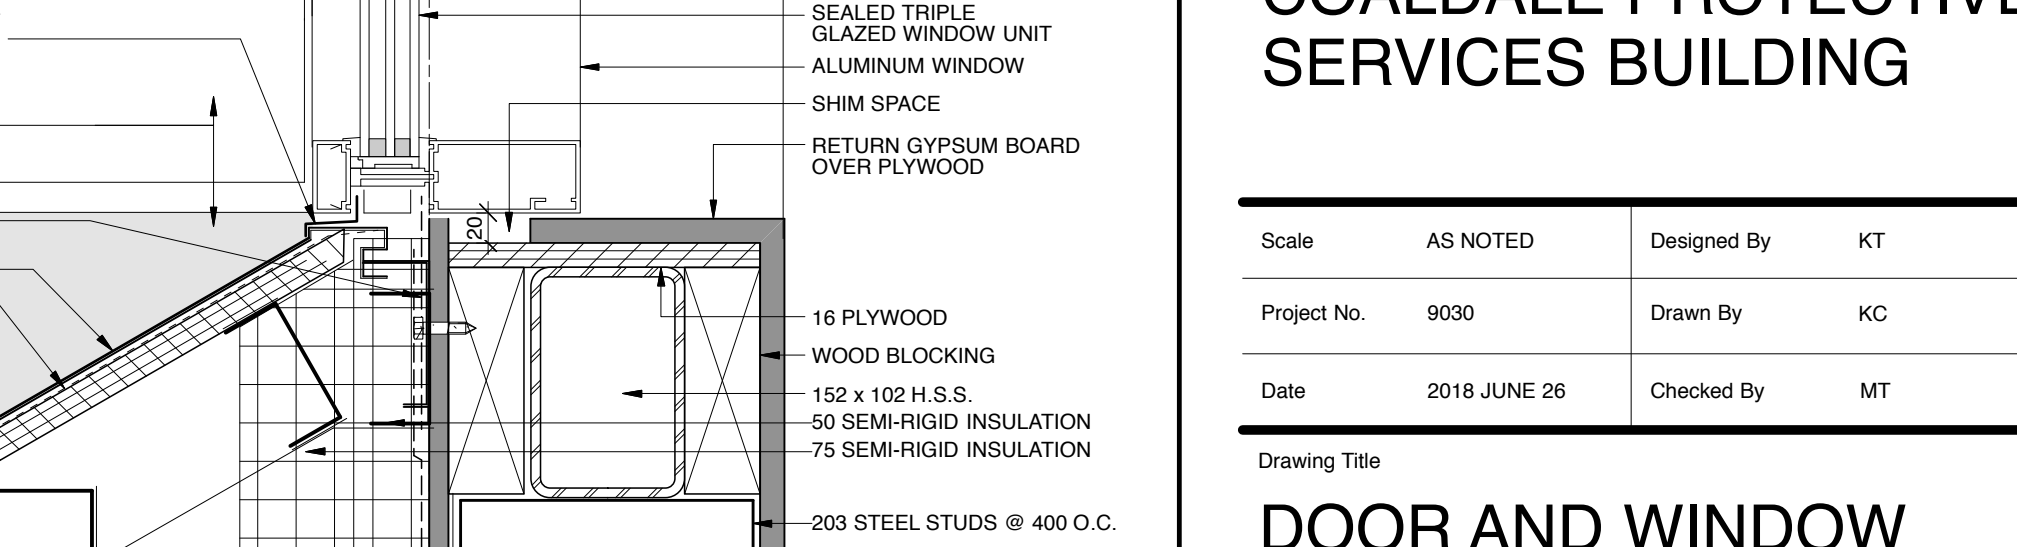 SEALED TRIPLE
GLAZED WINDOW UNIT
ALUMINUM WINDOW
SHIM SPACE
RETURN GYPSUM BOARD
OVER PLYWOOD
20
16 PLYWOOD
WOOD BLOCKING
152 x 102 H.S.S.
50 SEMI-RIGID INSULATION
75 SEMI-RIGID INSULATION
203 STEEL STUDS @ 400 O.C.
COALDALE PROTECTIVE
SERVICES BUILDING
Scale AS NOTED Designed By KT
Project No. 9030 Drawn By KC
Date 2018 JUNE 26 Checked By MT
Drawing Title
DOOR AND WINDOW